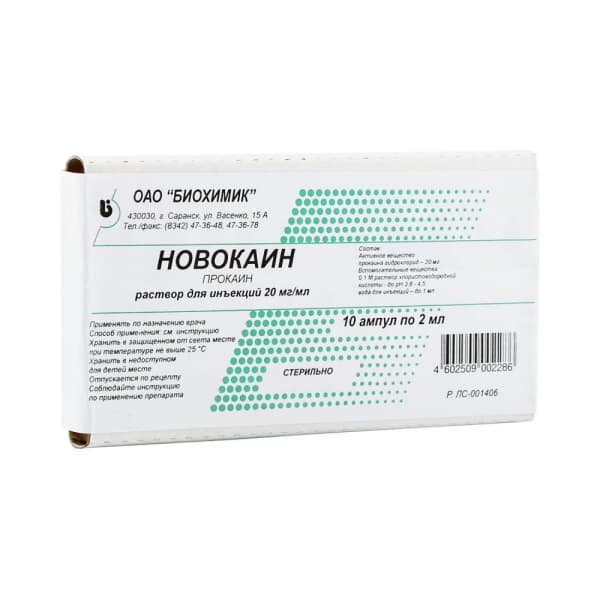 ОАО "БИОХИМИК"
430030, г. Саранск, ул. Васенко, 15 А
Тел./факс: (8342) 47-36-48, 47-36-78
НОВОКАИН
ПРОКАИН
раствор для инъекций 20 мг/мл
Состав
Активное вещество
прокаина гидрохлорид – 20 мг
Вспомогательные вещества
0,1 М раствор хлористоводородной
кислоты - до pH 3,8 - 4,5
вода для инъекций – до 1 мл
10 ампул по 2 мл
Применять по назначению врача
Способ применения: см. инструкцию
Хранить в защищенном от света месте
при температуре не выше 25 °C
Хранить в недоступном
для детей месте
Отпускается по рецепту
Соблюдайте инструкцию
по применению препарата
СТЕРИЛЬНО
4 602509 002286
Р. ЛС-001406